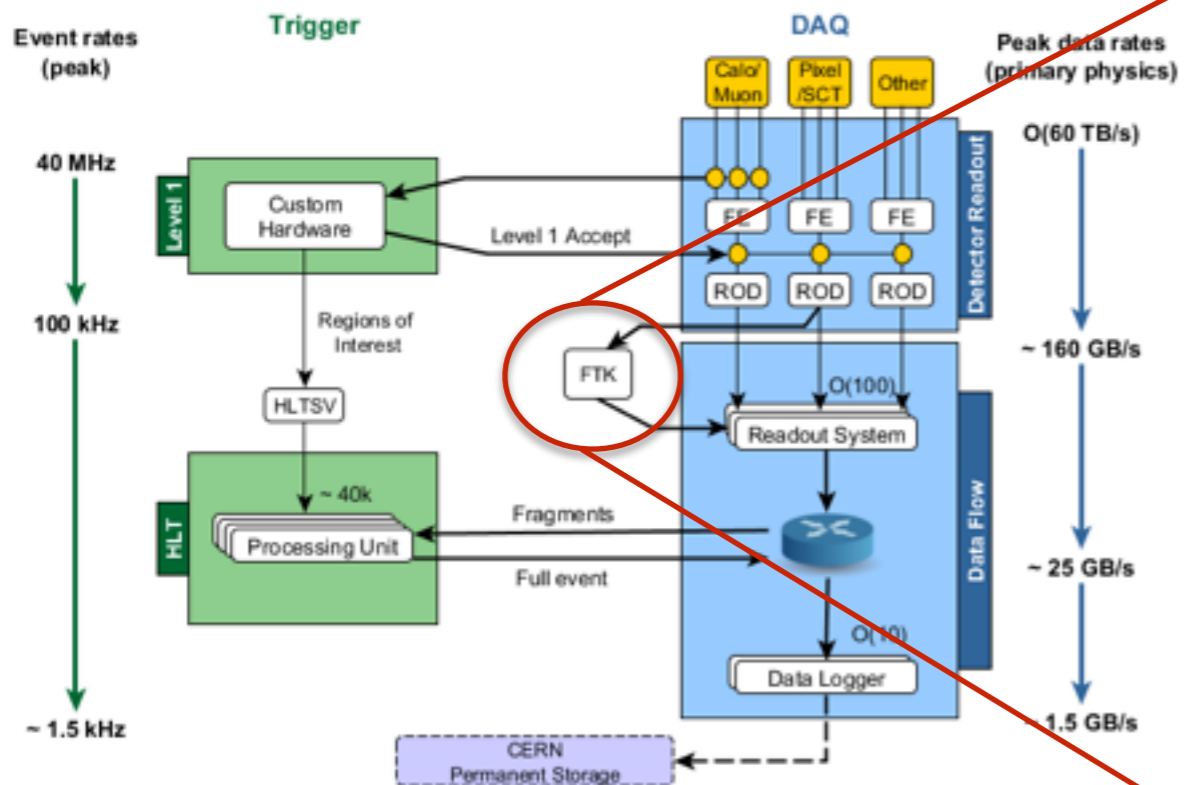 Trigger
DAQ
Event rates
(peak)
Peak data rates
(primary physics)
Calo/
Muon
Pixel
/SCT
Other
40 MHz
O(60 TB/s)
Level 1
Custom
Hardware
FE
FE
FE
Detector Readout
Level 1 Accept
ROD
ROD
ROD
100 kHz
Regions of
Interest
~ 160 GB/s
FTK
O(100)
HLTSV
Readout System
~ 40k
HLT
Processing Unit
Fragments
Full event
Data Flow
~ 25 GB/s
O(10)
Data Logger
~ 1.5 kHz
~ 1.5 GB/s
CERN
Permanent Storage